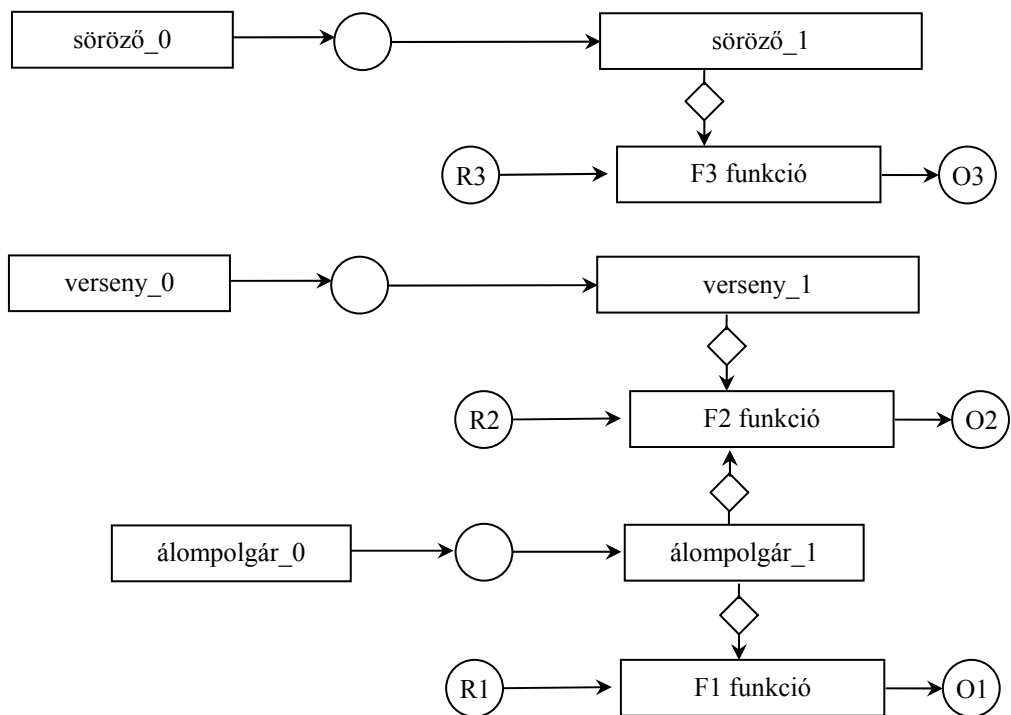 söröző_0
söröző_1
R3
F3 funkció
O3
verseny_0
verseny_1
R2
F2 funkció
O2
álompolgár_0
álompolgár_1
R1
F1 funkció
O1